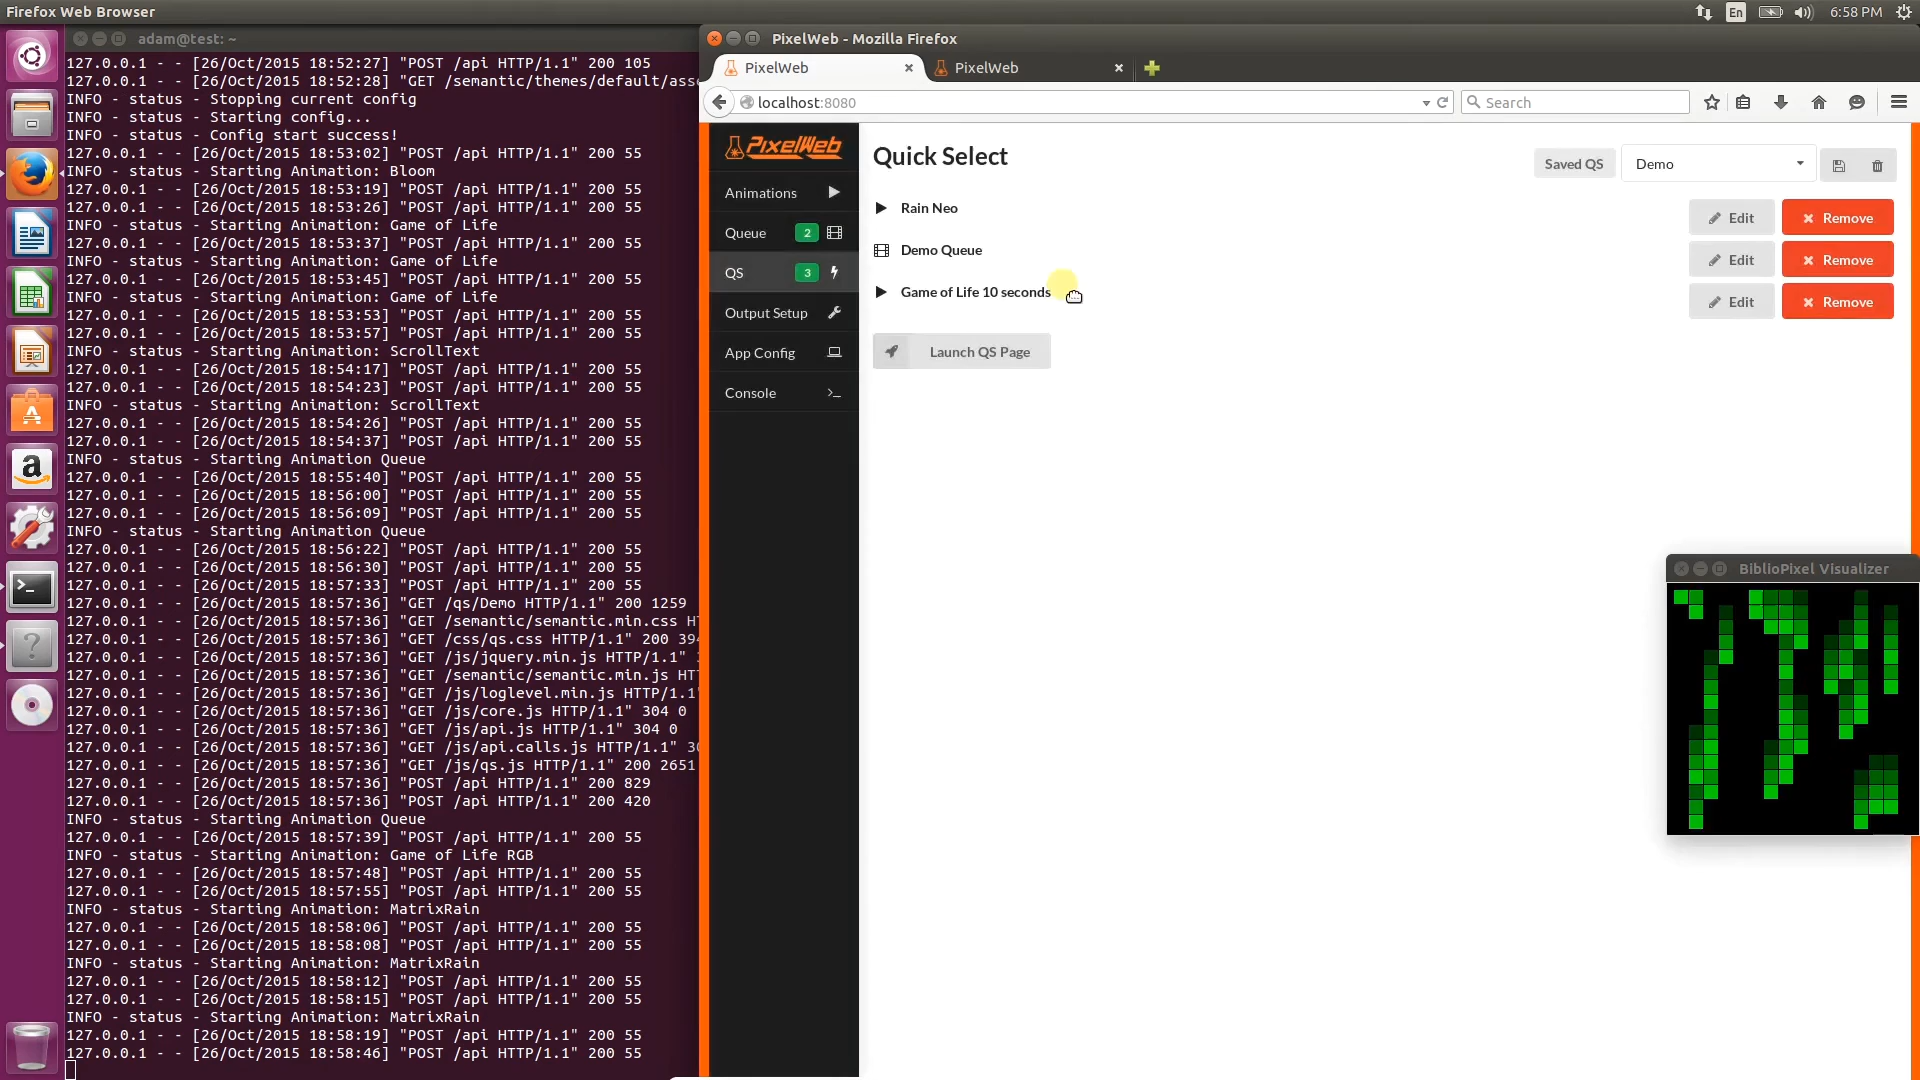 Firefox Web Browser
En
6:58 PM
adam@test: ~
127.0.0.1 - - [26/Oct/2015 18:52:27] "POST /api HTTP/1.1" 200 105
127.0.0.1 - - [26/Oct/2015 18:52:28] "GET /semantic/themes/default/asse
INFO - status - Stopping current config
INFO - status - Starting config...
INFO - status - Config start success!
127.0.0.1 - - [26/Oct/2015 18:53:02] "POST /api HTTP/1.1" 200 55
INFO - status - Starting Animation: Bloom
127.0.0.1 - - [26/Oct/2015 18:53:19] "POST /api HTTP/1.1" 200 55
127.0.0.1 - - [26/Oct/2015 18:53:26] "POST /api HTTP/1.1" 200 55
INFO - status - Starting Animation: Game of Life
127.0.0.1 - - [26/Oct/2015 18:53:37] "POST /api HTTP/1.1" 200 55
INFO - status - Starting Animation: Game of Life
127.0.0.1 - - [26/Oct/2015 18:53:45] "POST /api HTTP/1.1" 200 55
INFO - status - Starting Animation: Game of Life
127.0.0.1 - - [26/Oct/2015 18:53:53] "POST /api HTTP/1.1" 200 55
127.0.0.1 - - [26/Oct/2015 18:53:57] "POST /api HTTP/1.1" 200 55
INFO - status - Starting Animation: ScrollText
127.0.0.1 - - [26/Oct/2015 18:54:17] "POST /api HTTP/1.1" 200 55
127.0.0.1 - - [26/Oct/2015 18:54:23] "POST /api HTTP/1.1" 200 55
INFO - status - Starting Animation: ScrollText
127.0.0.1 - - [26/Oct/2015 18:54:26] "POST /api HTTP/1.1" 200 55
127.0.0.1 - - [26/Oct/2015 18:54:37] "POST /api HTTP/1.1" 200 55
INFO - status - Starting Animation Queue
127.0.0.1 - - [26/Oct/2015 18:55:40] "POST /api HTTP/1.1" 200 55
127.0.0.1 - - [26/Oct/2015 18:56:00] "POST /api HTTP/1.1" 200 55
127.0.0.1 - - [26/Oct/2015 18:56:09] "POST /api HTTP/1.1" 200 55
INFO - status - Starting Animation Queue
127.0.0.1 - - [26/Oct/2015 18:56:22] "POST /api HTTP/1.1" 200 55
127.0.0.1 - - [26/Oct/2015 18:56:30] "POST /api HTTP/1.1" 200 55
127.0.0.1 - - [26/Oct/2015 18:57:33] "POST /api HTTP/1.1" 200 55
127.0.0.1 - - [26/Oct/2015 18:57:36] "GET /qs/Demo HTTP/1.1" 200 1259
127.0.0.1 - - [26/Oct/2015 18:57:36] "GET /semantic/semantic.min.css HT
127.0.0.1 - - [26/Oct/2015 18:57:36] "GET /css/qs.css HTTP/1.1" 200 394
127.0.0.1 - - [26/Oct/2015 18:57:36] "GET /js/jquery.min.js HTTP/1.1"
127.0.0.1 - - [26/Oct/2015 18:57:36] "GET /semantic/semantic.min.js HTT
127.0.0.1 - - [26/Oct/2015 18:57:36] "GET /js/loglevel.min.js HTTP/1.1"
127.0.0.1 - - [26/Oct/2015 18:57:36] "GET /js/core.js HTTP/1.1" 304 0
127.0.0.1 - - [26/Oct/2015 18:57:36] "GET /js/api.js HTTP/1.1" 304 0
127.0.0.1 - - [26/Oct/2015 18:57:36] "GET /js/api.calls.js HTTP/1.1" 30
127.0.0.1 - - [26/Oct/2015 18:57:36] "GET /js/qs.js HTTP/1.1" 200 2651
127.0.0.1 - - [26/Oct/2015 18:57:36] "POST /api HTTP/1.1" 200 829
127.0.0.1 - - [26/Oct/2015 18:57:36] "POST /api HTTP/1.1" 200 420
INFO - status - Starting Animation Queue
127.0.0.1 - - [26/Oct/2015 18:57:39] "POST /api HTTP/1.1" 200 55
INFO - status - Starting Animation: Game of Life RGB
127.0.0.1 - - [26/Oct/2015 18:57:48] "POST /api HTTP/1.1" 200 55
127.0.0.1 - - [26/Oct/2015 18:57:55] "POST /api HTTP/1.1" 200 55
INFO - status - Starting Animation: MatrixRain
127.0.0.1 - - [26/Oct/2015 18:58:06] "POST /api HTTP/1.1" 200 55
127.0.0.1 - - [26/Oct/2015 18:58:08] "POST /api HTTP/1.1" 200 55
INFO - status - Starting Animation: MatrixRain
127.0.0.1 - - [26/Oct/2015 18:58:12] "POST /api HTTP/1.1" 200 55
127.0.0.1 - - [26/Oct/2015 18:58:15] "POST /api HTTP/1.1" 200 55
INFO - status - Starting Animation: MatrixRain
127.0.0.1 - - [26/Oct/2015 18:58:19] "POST /api HTTP/1.1" 200 55
127.0.0.1 - - [26/Oct/2015 18:58:46] "POST /api HTTP/1.1" 200 55
PixelWeb - Mozilla Firefox
PixelWeb
PixelWeb
localhost:8080
Search
PixelWeb
Animations
Queue 2
QS 3
Output Setup
App Config
Console
Quick Select
Saved QS
Demo
Rain Neo
Edit
Remove
Demo Queue
Edit
Remove
Game of Life 10 seconds
Edit
Remove
Launch QS Page
BiblioPixel Visualizer